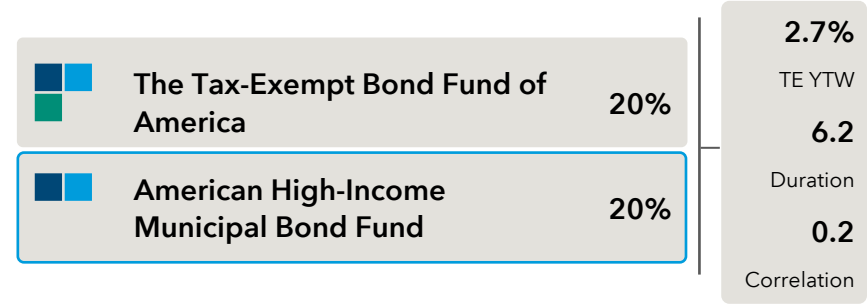 The Tax-Exempt Bond Fund of
America
20%
American High-Income
Municipal Bond Fund
20%
2.7%
TE YTW
6.2
Duration
0.2
Correlation